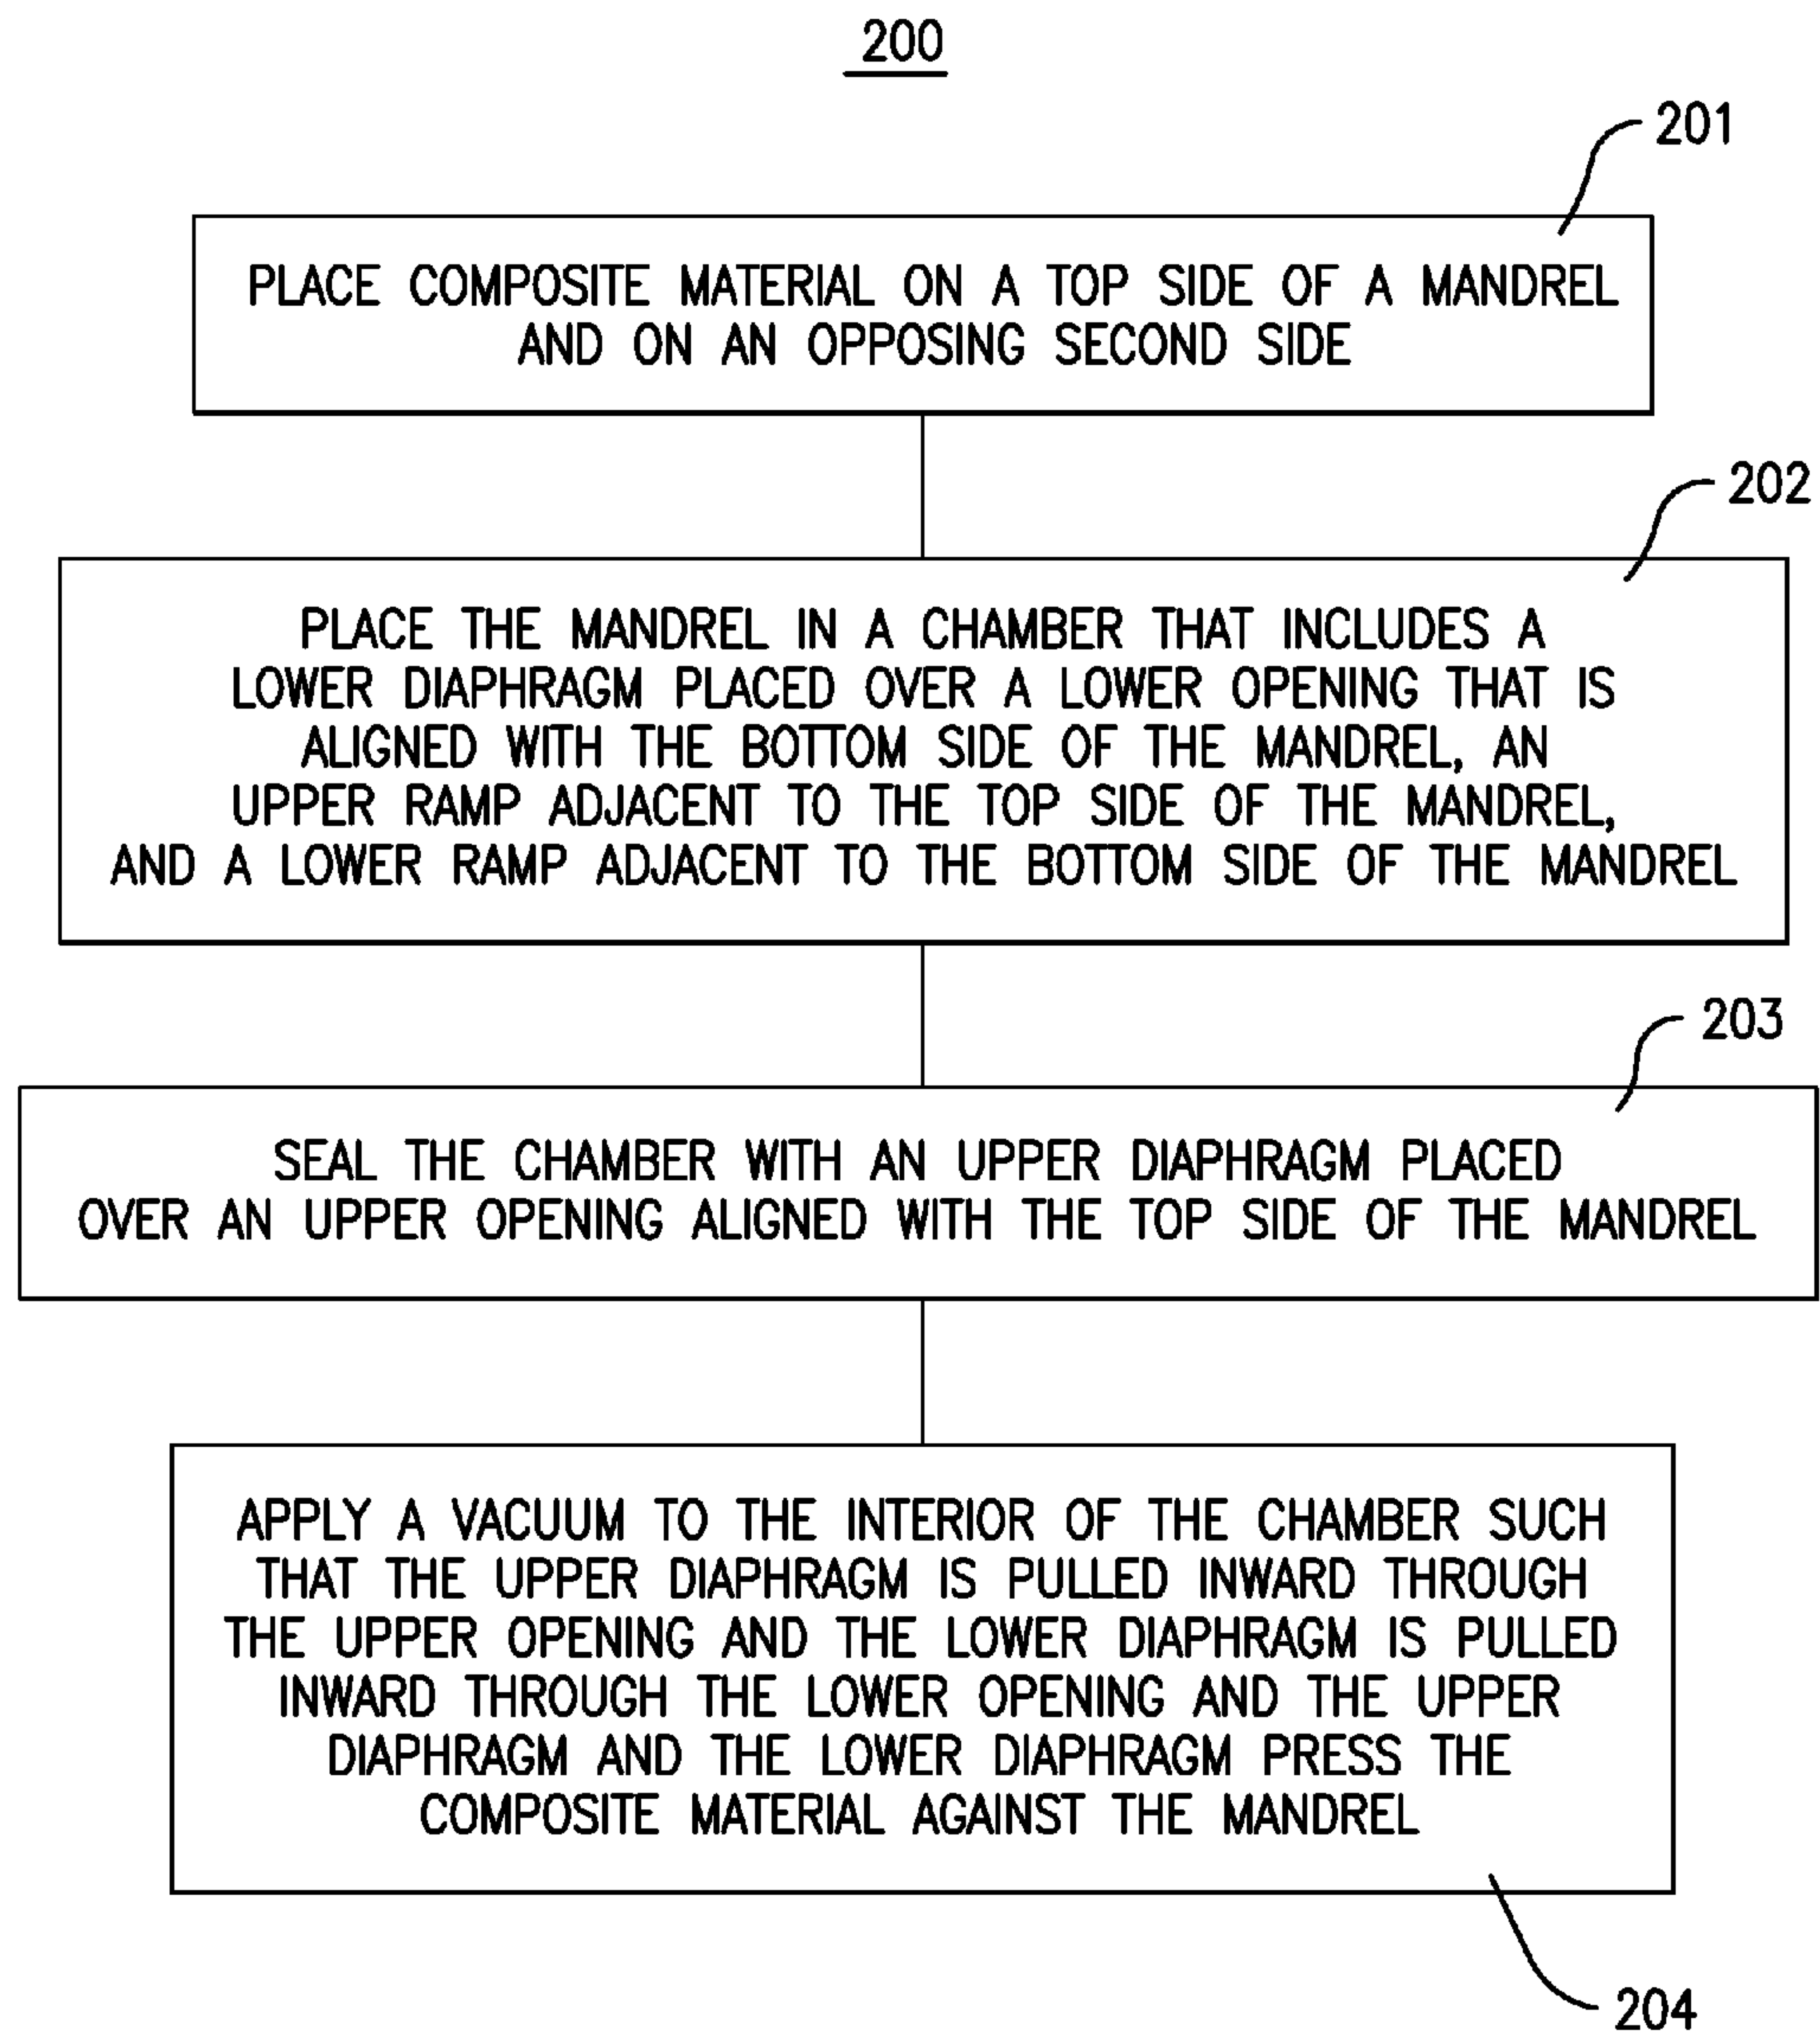 200
201
PLACE COMPOSITE MATERIAL ON A TOP SIDE OF A MANDREL
AND ON AN OPPOSING SECOND SIDE
202
PLACE THE MANDREL IN A CHAMBER THAT INCLUDES A
LOWER DIAPHRAGM PLACED OVER A LOWER OPENING THAT IS
ALIGNED WITH THE BOTTOM SIDE OF THE MANDREL, AN
UPPER RAMP ADJACENT TO THE TOP SIDE OF THE MANDREL,
AND A LOWER RAMP ADJACENT TO THE BOTTOM SIDE OF THE MANDREL
203
SEAL THE CHAMBER WITH AN UPPER DIAPHRAGM PLACED
OVER AN UPPER OPENING ALIGNED WITH THE TOP SIDE OF THE MANDREL
APPLY A VACUUM TO THE INTERIOR OF THE CHAMBER SUCH
THAT THE UPPER DIAPHRAGM IS PULLED INWARD THROUGH
THE UPPER OPENING AND THE LOWER DIAPHRAGM IS PULLED
INWARD THROUGH THE LOWER OPENING AND THE UPPER
DIAPHRAGM AND THE LOWER DIAPHRAGM PRESS THE
COMPOSITE MATERIAL AGAINST THE MANDREL
204